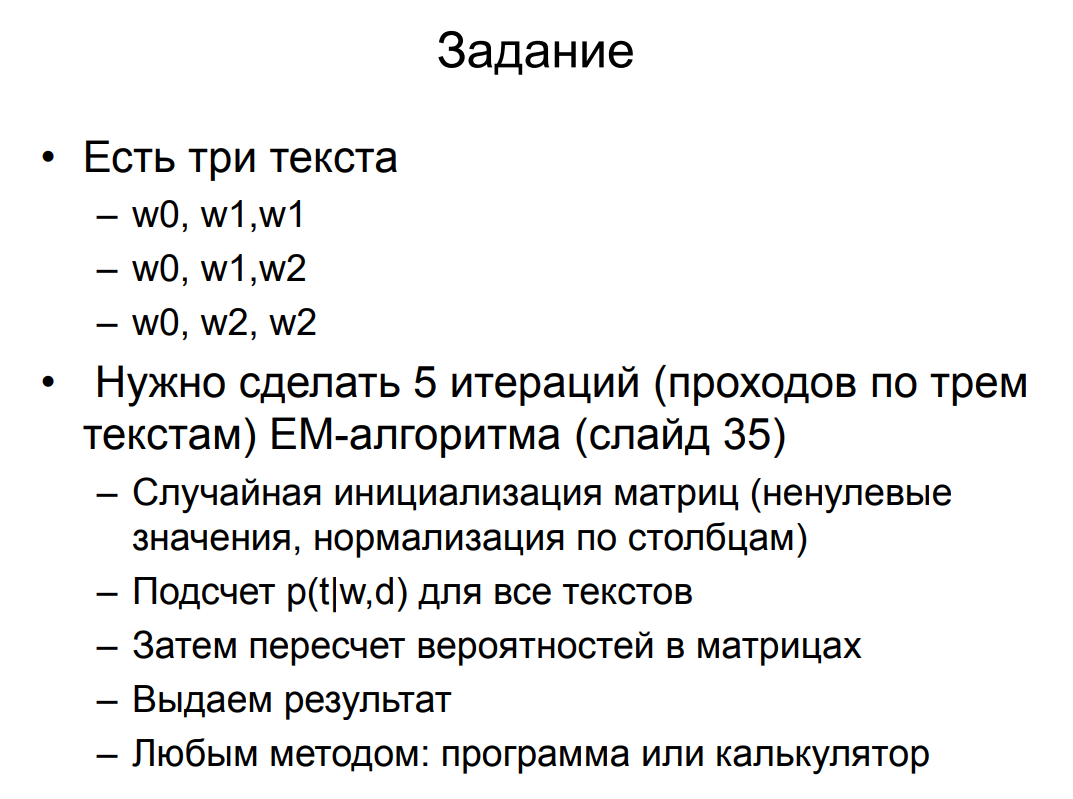 Задание
• Есть три текста
– w0, w1,w1
– w0, w1,w2
– w0, w2, w2
• Нужно сделать 5 итераций (проходов по трем
текстам) ЕМ-алгоритма (слайд 35)
– Случайная инициализация матриц (ненулевые
значения, нормализация по столбцам)
– Подсчет p(t|w,d) для все текстов
– Затем пересчет вероятностей в матрицах
– Выдаем результат
– Любым методом: программа или калькулятор